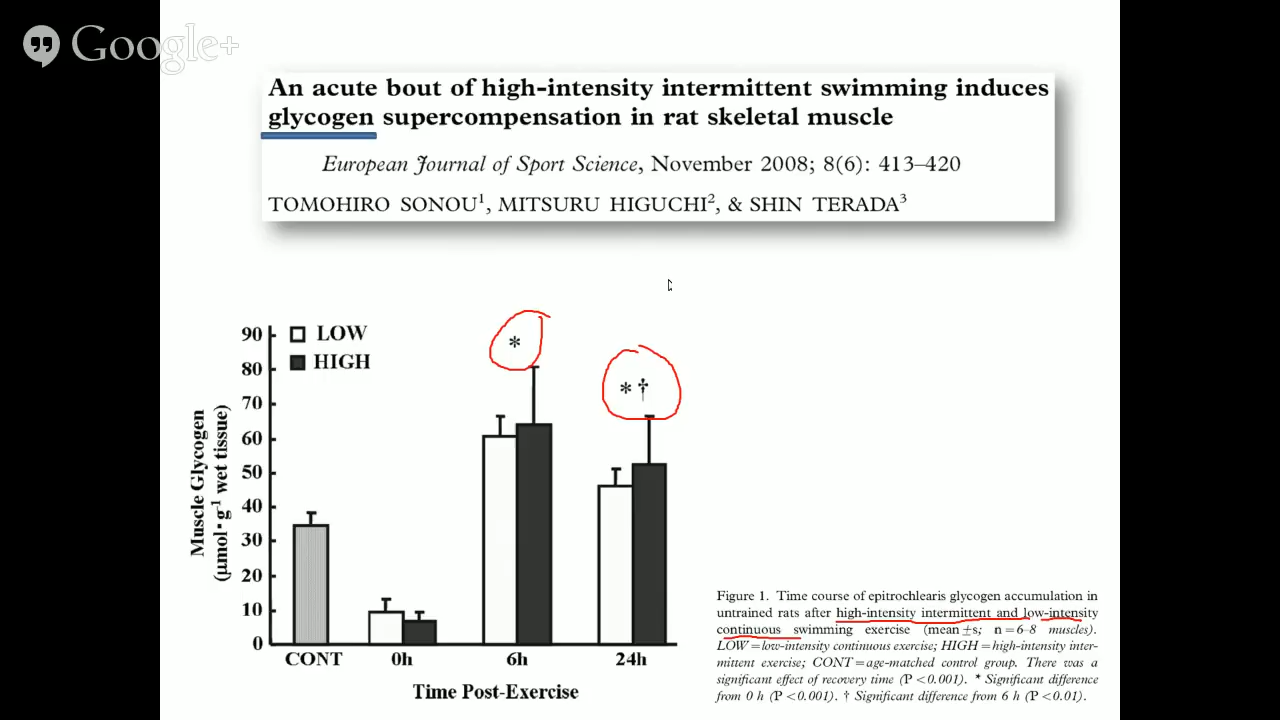 Google+
An acute bout of high-intensity intermittent swimming induces
glycogen supercompensation in rat skeletal muscle
European Journal of Sport Science, November 2008; 8(6): 413–420
TOMOHIRO SONOU1, MITSURU HIGUCHI2, & SHIN TERADA3
LOW
HIGH
90
80
70
60
50
40
30
20
10
0
Muscle Glycogen
(μmol·g-1 wet tissue)
*
*†
CONT 0h 6h 24h
Time Post-Exercise
Figure 1. Time course of epitrochlearis glycogen accumulation in
untrained rats after high-intensity intermittent and low-intensity
continuous swimming exercise (mean±s; n=6–8 muscles).
LOW=low-intensity continuous exercise; HIGH=high-intensity inter-
mittent exercise; CONT=age-matched control group. There was a
significant effect of recovery time (P<0.001). * Significant difference
from 0 h (P<0.001). † Significant difference from 6 h (P<0.01).